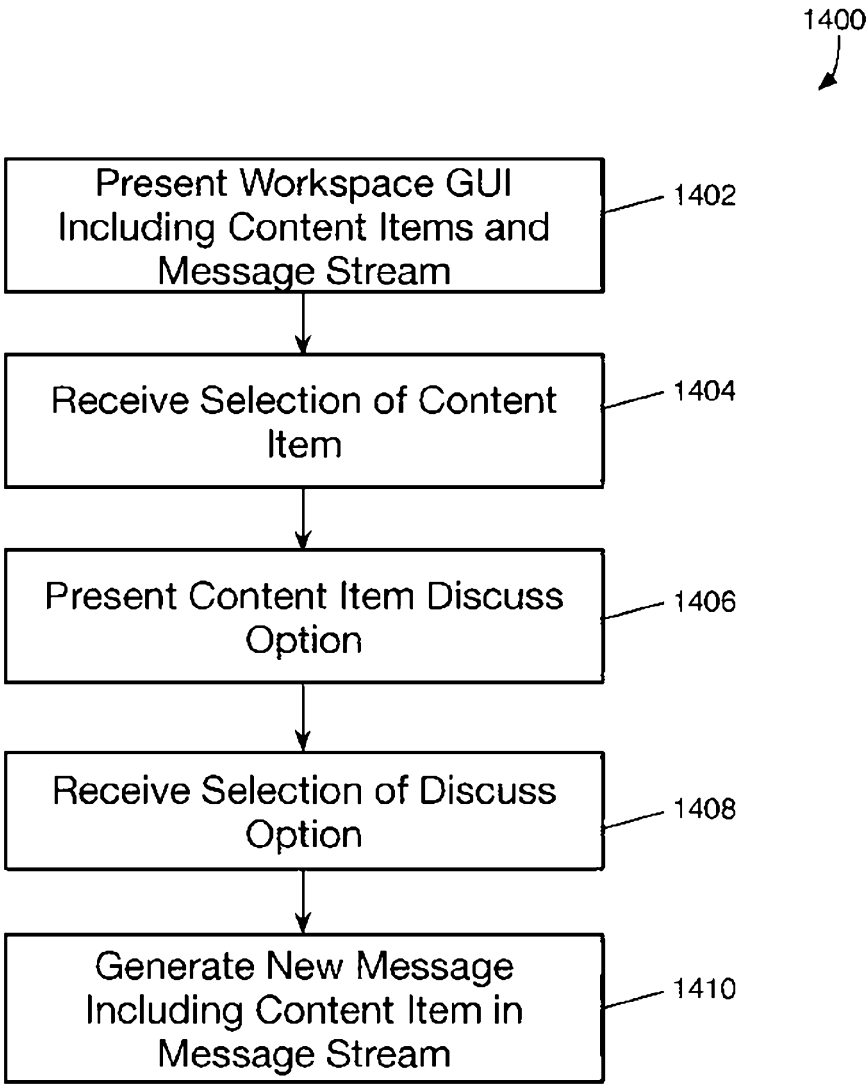 1400
Present Workspace GUI
Including Content Items and
Message Stream
1402
Receive Selection of Content
Item
1404
Present Content Item Discuss
Option
1406
Receive Selection of Discuss
Option
1408
Generate New Message
Including Content Item in
Message Stream
1410